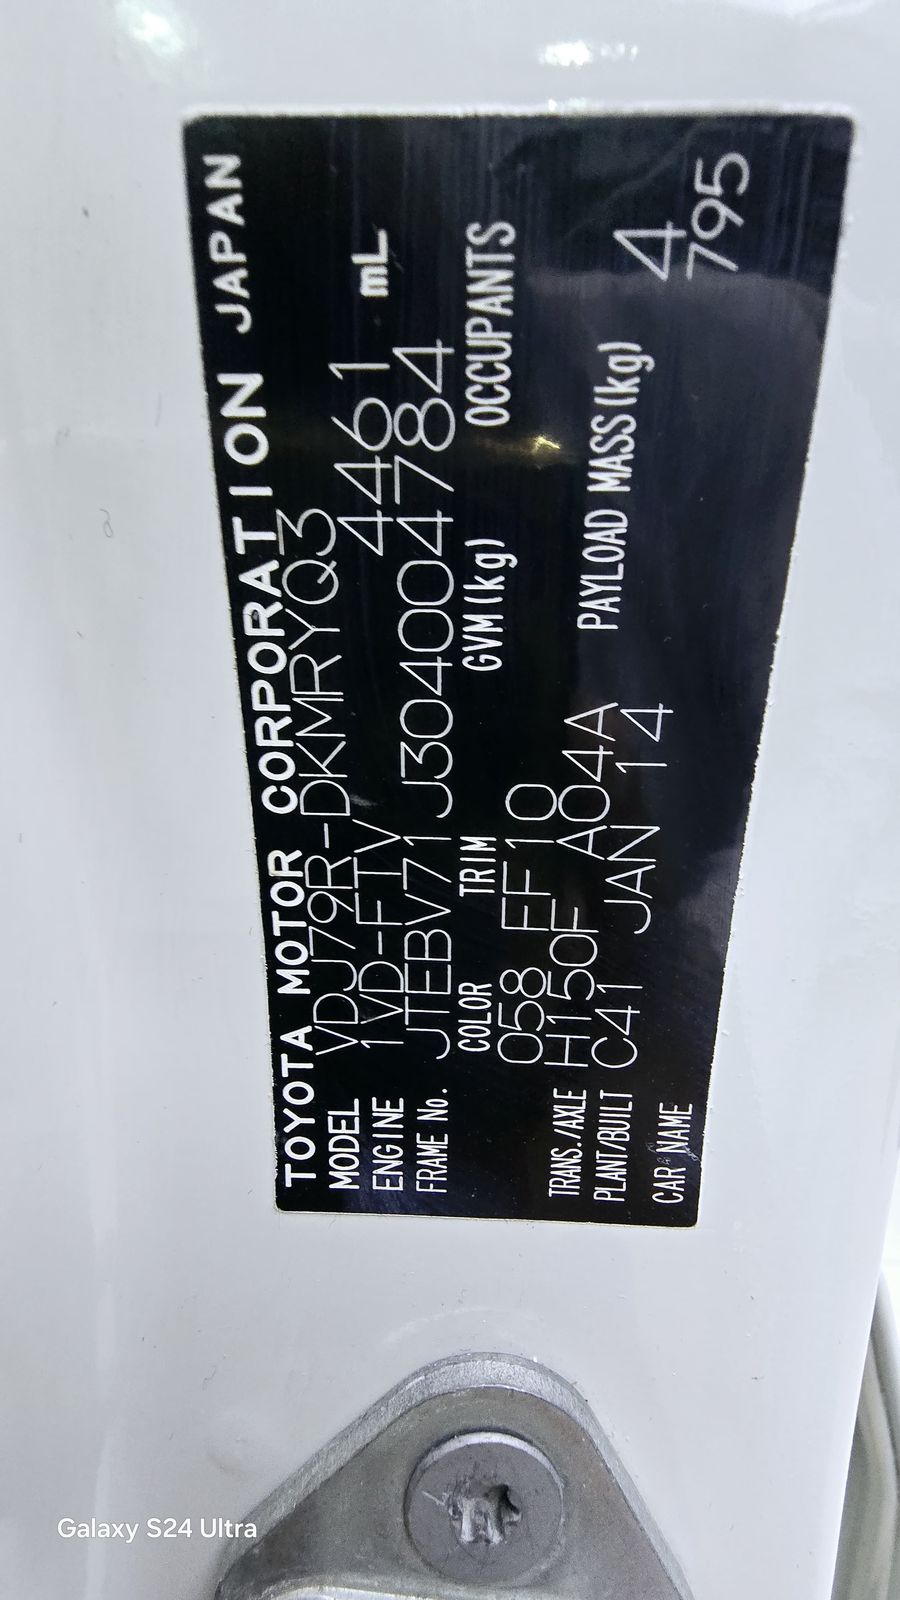 TOYOTA MOTOR CORPORATION JAPAN
MODEL VDJ79R-DKMRYQ3
ENGINE 1VD-FTV 4461 mL
FRAME No. JTEBV71J304004784
COLOR TRIM GVM(kg) OCCUPANTS
058 FF10 4
TRANS./AXLE H150F A04A PAYLOAD MASS(kg) 795
PLANT/BUILT C41 JAN 14
CAR NAME
Galaxy S24 Ultra